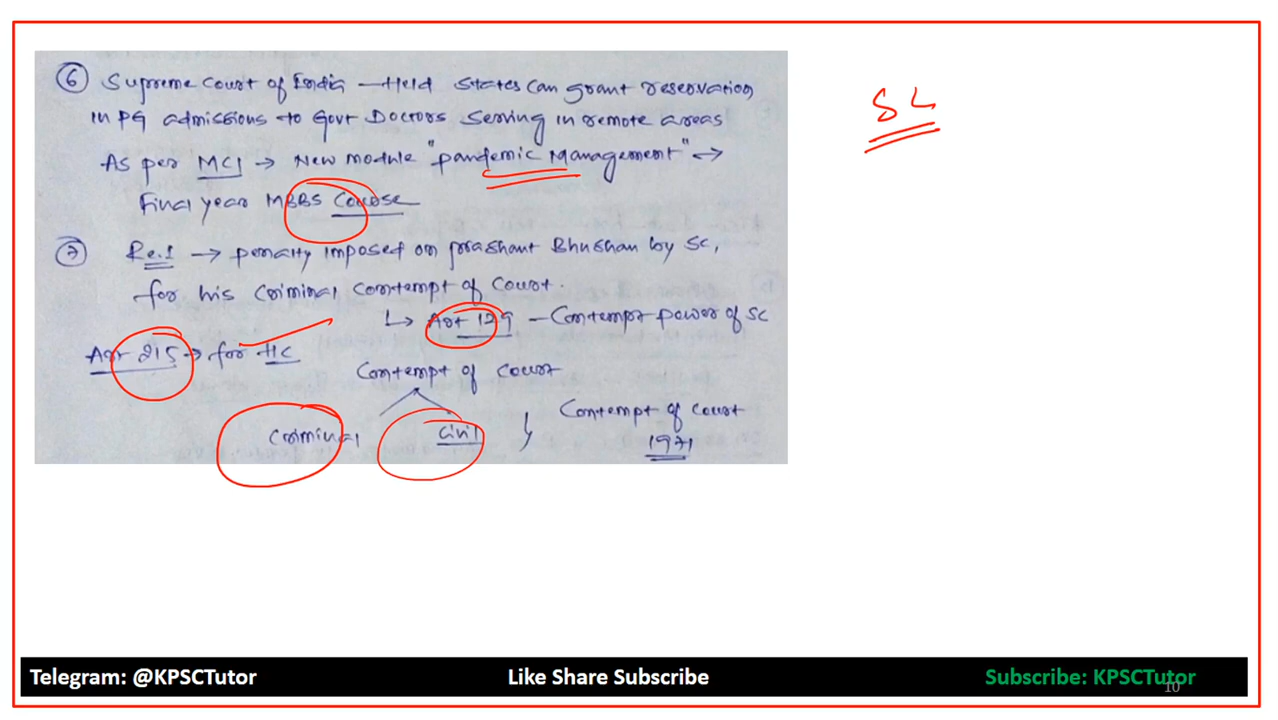 ⑥ Supreme Court of India – Held States Can grant reservation
in PG admissions to Govt Doctors Serving in remote areas
As per MCI → New module "pandemic Management" →
Final year MBBS Course
⑦ Re.1 → penalty imposed on prashant Bhushan by SC,
for his Criminal Contempt of Court.
↳ Art 129 – Contempt power of SC
Art 215 → for HC
Contempt of Court
Criminal Civil } Contempt of Court
1971
Telegram: @KPSCTutor Like Share Subscribe Subscribe: KPSCTutor
10